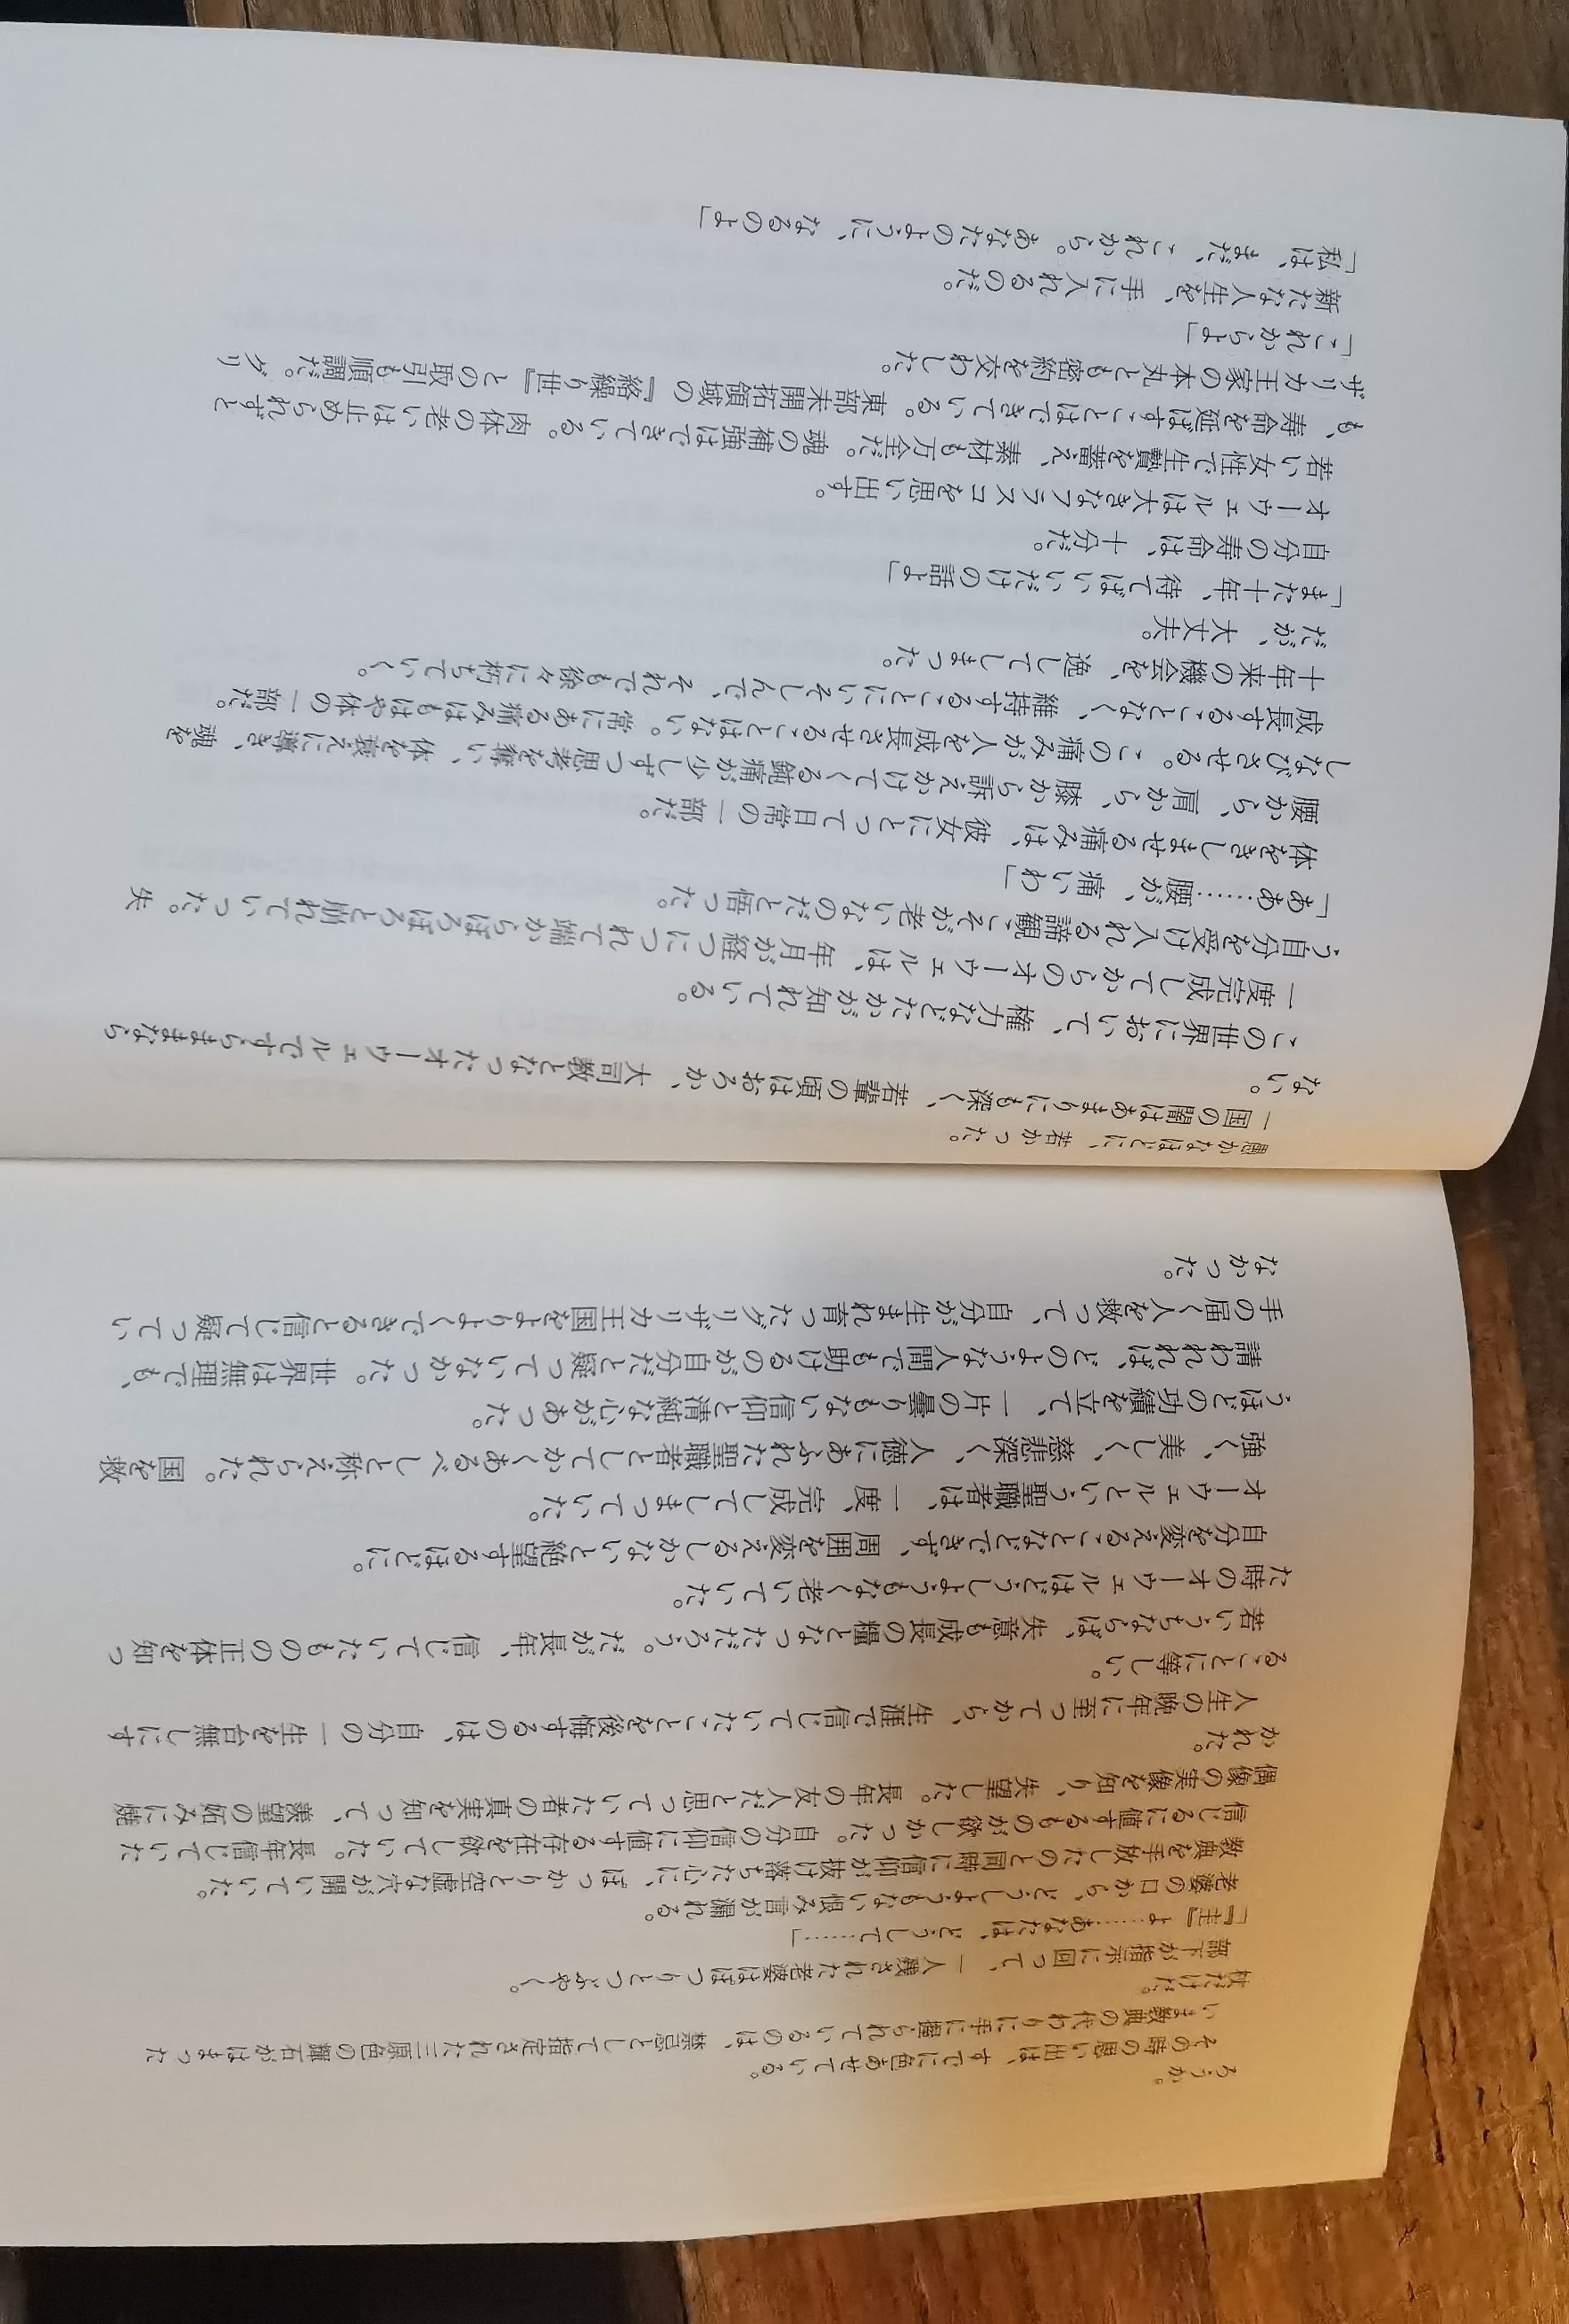 ろうか。
その時の思い出は、すでに色あせている。
いま教典の代わりに手に握られているのは、禁忌として指定された三原色の輝石がはまった
杖だけだ。
部下が指示に回って、一人残された老婆はぽつりとつぶやく。
「『主』よ……あなたは、どうして……」
老婆の口から、どうしようもない恨み言が漏れる。
教典を手放したのと同時に信仰が抜け落ちた心に、ぽっかりと空虚な穴が開いていた。
信じるに値するものが欲しかった。自分の信仰に値する存在を欲していた。長年信じていた
偶像の実像を知り、失望した。長年の友人だと思っていた者の真実を知って、羨望の妬みに焼
かれた。
人生の晩年に至ってから、生涯で信じていたことを後悔するのは、自分の一生を台無しにす
ることに等しい。
若いうちならば、失意も成長の糧となっただろう。だが長年、信じていたものの正体を知っ
た時のオーウェルはどうしようもなく老いていた。
自分を変えることなどできず、周囲を変えるしかないと絶望するほどに。
オーウェルという聖職者は、一度、完成してしまっていた。
強く、美しく、慈悲深く、人徳にあふれた聖職者としてかくあるべしと称えられた。国を救
うほどの功績を立て、一片の曇りもない信仰と清純な心があった。
請われれば、どのような人間でも助けるのが自分だと疑っていなかった。世界は無理でも、
手の届く人を救って、自分が生まれ育ったグリザリカ王国をよりよくできると信じて疑ってい
なかった。
愚かなほどに、若かった。
一国の闇はあまりにも深く、若輩の頃はおろか、大司教となったオーウェルですらままなら
ない。
この世界において、権力などたかが知れている。
一度完成してからのオーウェルは、年月が経つにつれて端からぼろぼろと崩れていった。失
う自分を受け入れる諦観こそが老いなのだと悟った。
「ああ……腰が、痛いわ」
体をきしませる痛みは、彼女にとって日常の一部だ。
腰から、肩から、膝から訴えかけてくる鈍痛が少しずつ思考を奪い、体を衰えに導き、魂を
しなびさせる。この痛みが人を成長させることはない。常にある痛みはもはや体の一部だ。
成長することなく、維持することにいそしんで、それでも徐々に朽ちていく。
十年来の機会を、逸してしまった。
だが、大丈夫。
「また十年、待てばいいだけの話よ」
自分の寿命は、十分だ。
オーウェルは大きなフラスコを思い出す。
若い女性で生贄を蓄え、素材も万全だ。魂の補強はできている。肉体の老いは止められずと
も、寿命を延ばすことはできている。東部未開拓領域の『絡繰り世』との取引も順調だ。グリ
ザリカ王家の本丸とも密約を交わした。
「これからよ」
新たな人生を、手に入れるのだ。
「私は、まだ、これから。あなたのように、なるのよ」